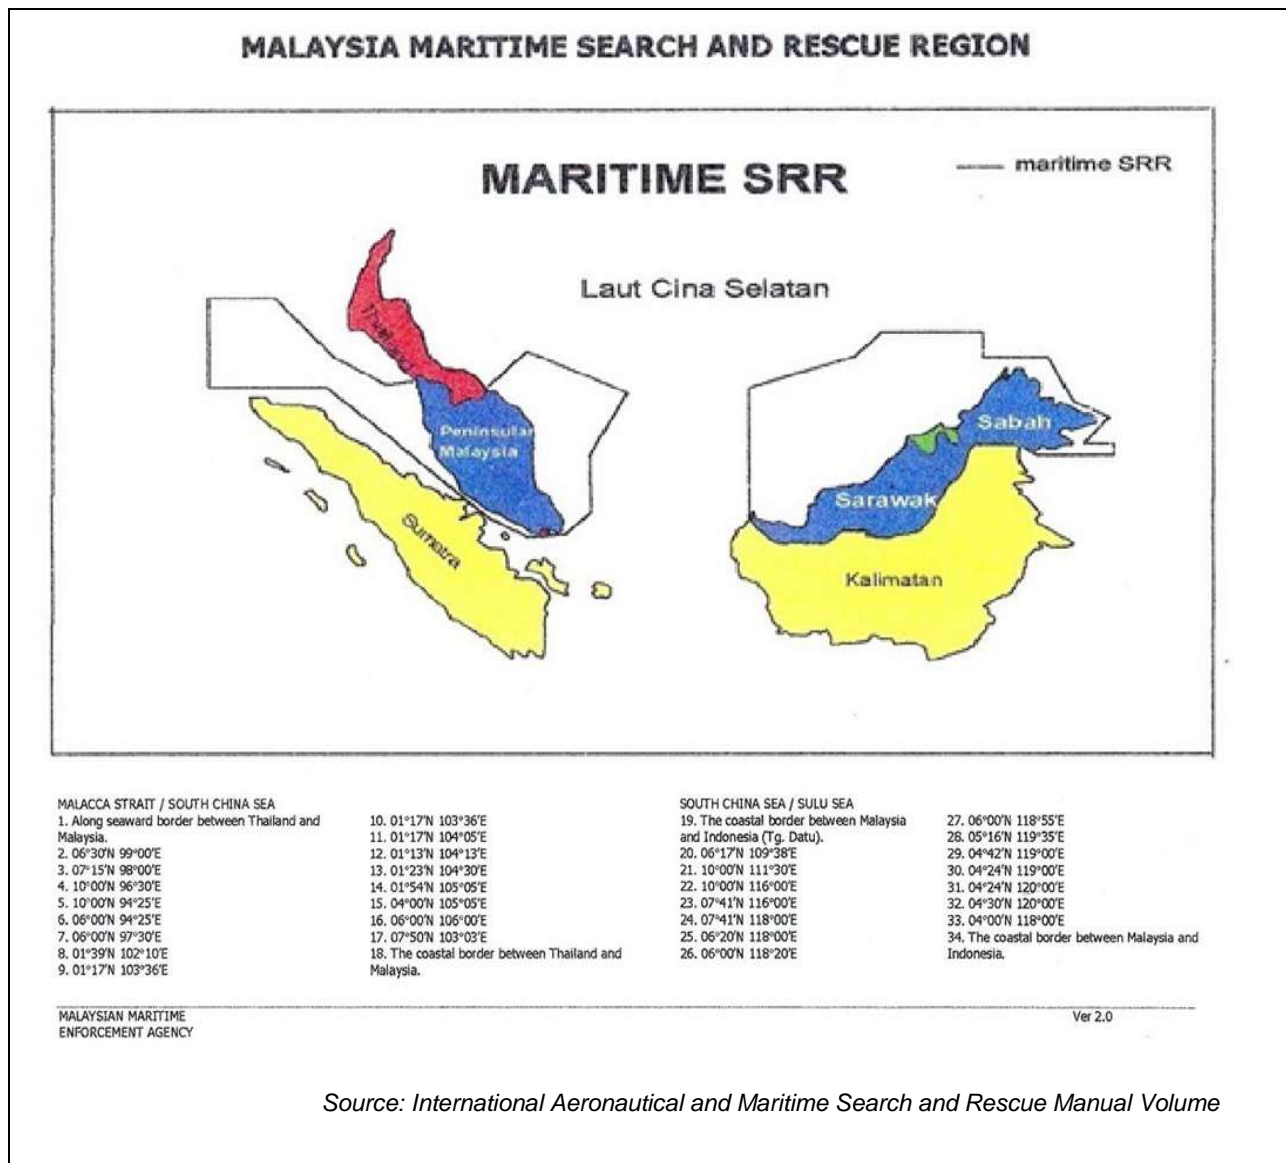 MALAYSIA MARITIME SEARCH AND RESCUE REGION
MARITIME SRR
maritime SRR
Laut Cina Selatan
Thailand
Peninsular
Malaysia
Sumatra
Sabah
Sarawak
Kalimatan
MALACCA STRAIT / SOUTH CHINA SEA
1. Along seaward border between Thailand and
Malaysia.
2. 06°30'N 99°00'E
3. 07°15'N 98°00'E
4. 10°00'N 96°30'E
5. 10°00'N 94°25'E
6. 06°00'N 94°25'E
7. 06°00'N 97°30'E
8. 01°39'N 102°10'E
9. 01°17'N 103°36'E
10. 01°17'N 103°36'E
11. 01°17'N 104°05'E
12. 01°13'N 104°13'E
13. 01°23'N 104°30'E
14. 01°54'N 105°05'E
15. 04°00'N 105°05'E
16. 06°00'N 106°00'E
17. 07°50'N 103°03'E
18. The coastal border between Thailand and
Malaysia.
SOUTH CHINA SEA / SULU SEA
19. The coastal border between Malaysia
and Indonesia (Tg. Datu).
20. 06°17'N 109°38'E
21. 10°00'N 111°30'E
22. 10°00'N 116°00'E
23. 07°41'N 116°00'E
24. 07°41'N 118°00'E
25. 06°20'N 118°00'E
26. 06°00'N 118°20'E
27. 06°00'N 118°55'E
28. 05°16'N 119°35'E
29. 04°42'N 119°00'E
30. 04°24'N 119°00'E
31. 04°24'N 120°00'E
32. 04°30'N 120°00'E
33. 04°00'N 118°00'E
34. The coastal border between Malaysia and
Indonesia.
MALAYSIAN MARITIME
ENFORCEMENT AGENCY
Ver 2.0
Source: International Aeronautical and Maritime Search and Rescue Manual Volume